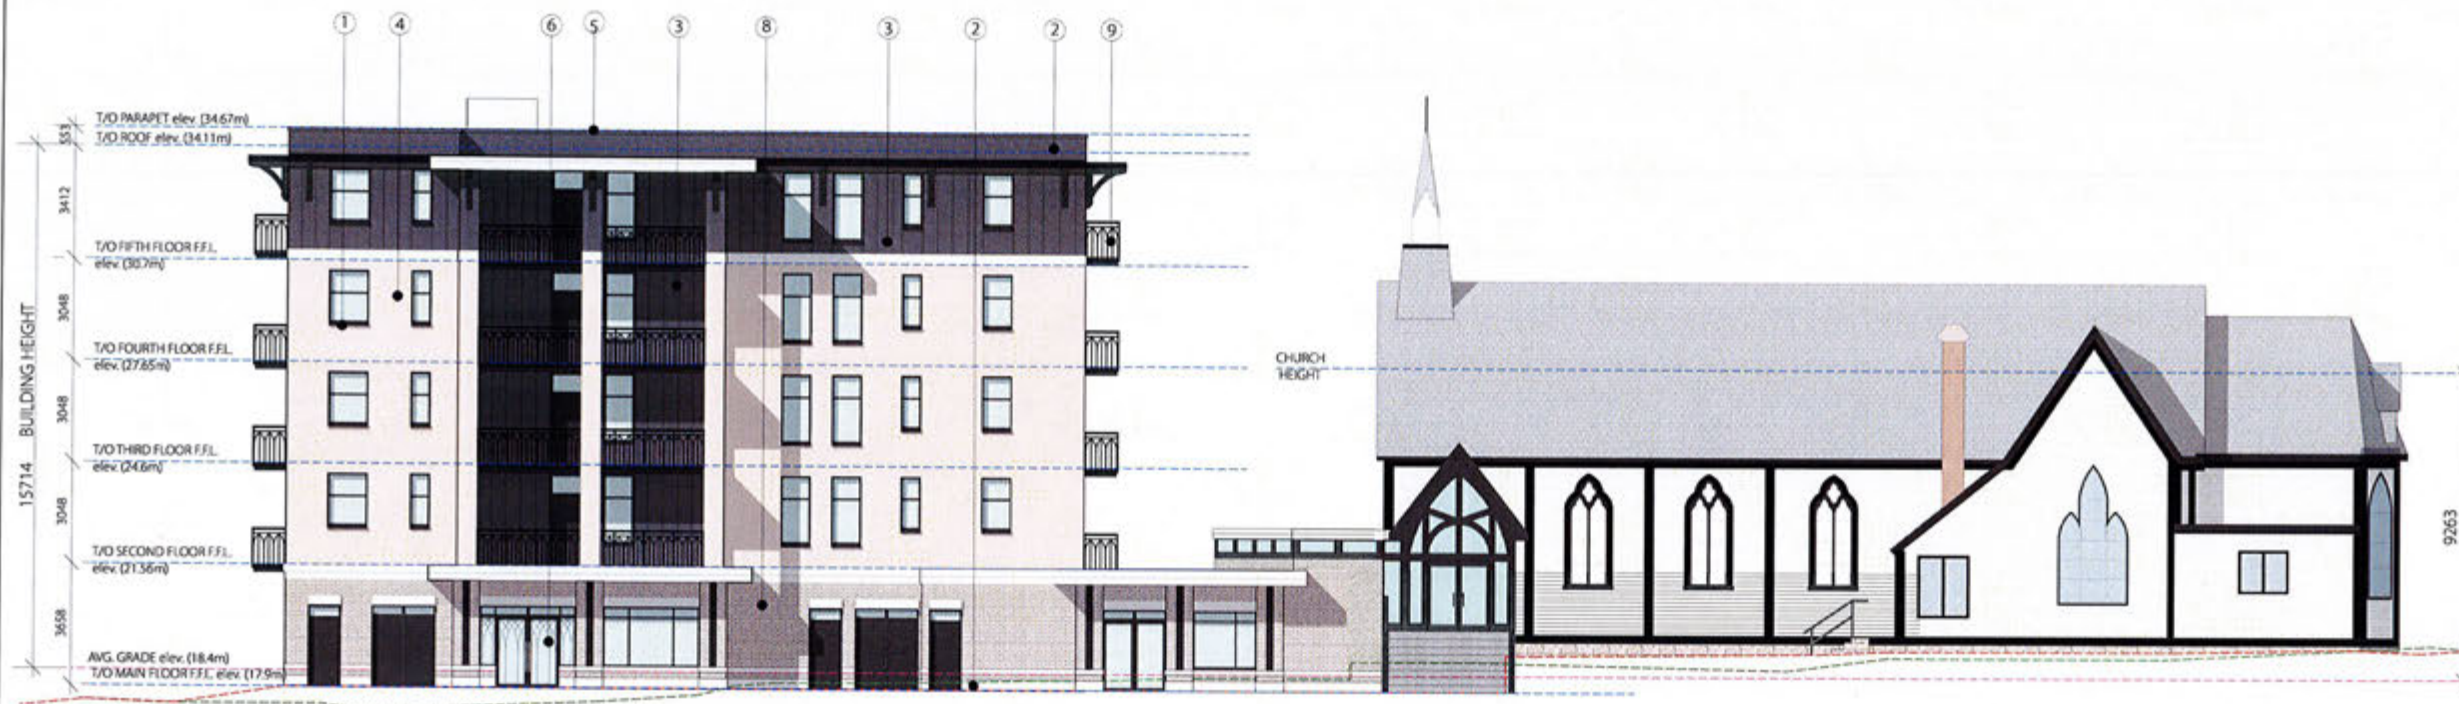 1 4 6 5 3 8 3 2 2 9
T/O PARAPET elev. (34.67m)
553
T/O ROOF elev. (34.11m)
3412
T/O FIFTH FLOOR F.F.L.
elev. (30.7m)
3048
T/O FOURTH FLOOR F.F.L.
elev. (27.65m)
CHURCH
HEIGHT
15714 BUILDING HEIGHT
3048
T/O THIRD FLOOR F.F.L.
elev. (24.6m)
3048
T/O SECOND FLOOR F.F.L.
elev. (21.56m)
9263
3658
AVG. GRADE elev. (18.4m)
T/O MAIN FLOOR F.F.L. elev. (17.9m)